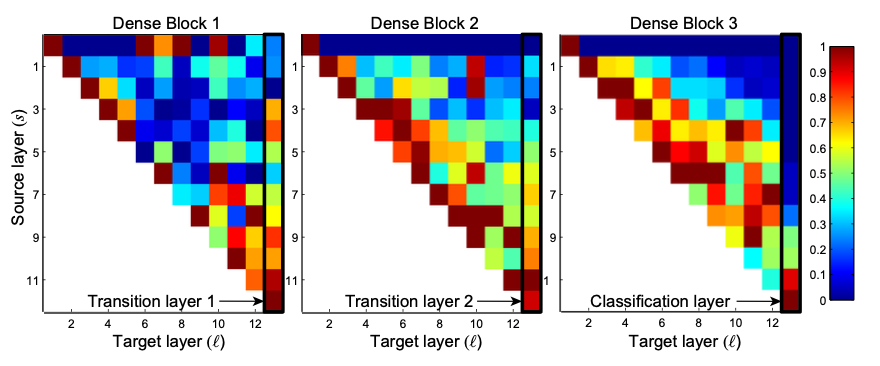 Dense Block 1
Dense Block 2
Dense Block 3
Source layer (s)
1
3
5
7
9
11
1
3
5
7
9
11
1
3
5
7
9
11
Transition layer 1
Transition layer 2
Classification layer
2 4 6 8 10 12
2 4 6 8 10 12
2 4 6 8 10 12
Target layer (ℓ)
Target layer (ℓ)
Target layer (ℓ)
1
0.9
0.8
0.7
0.6
0.5
0.4
0.3
0.2
0.1
0